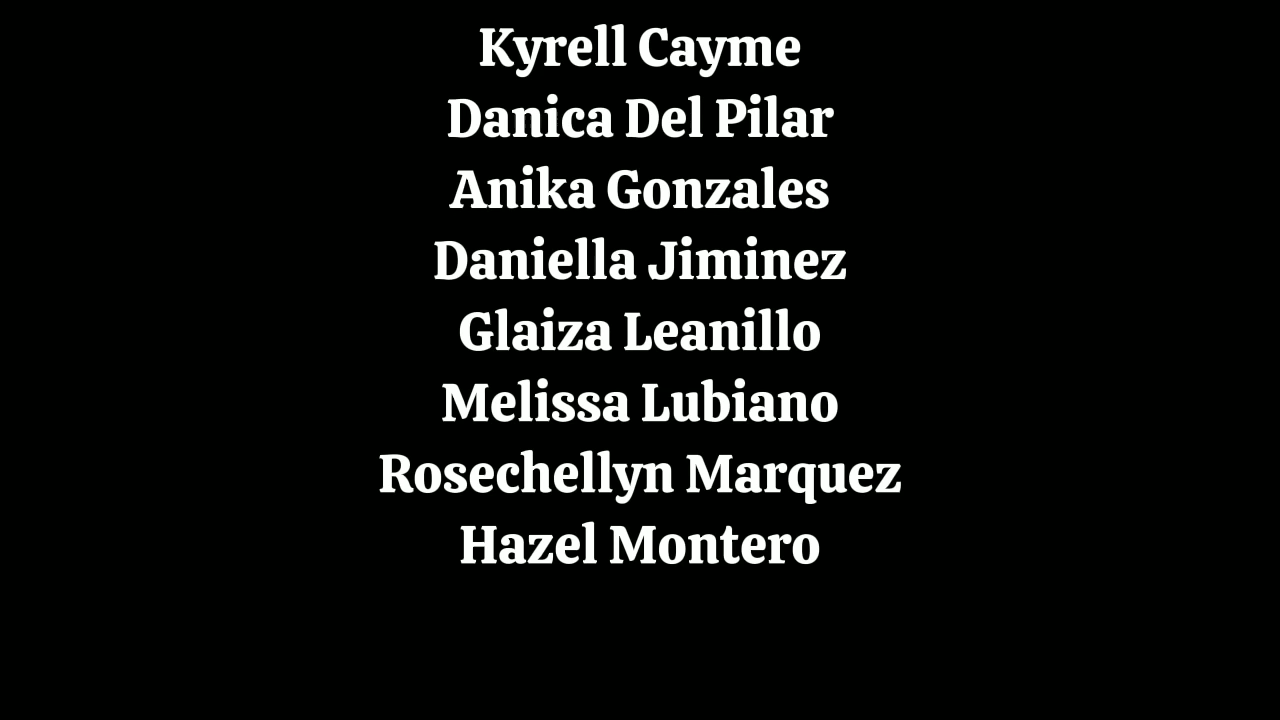 Kyrell Cayme
Danica Del Pilar
Anika Gonzales
Daniella Jiminez
Glaiza Leanillo
Melissa Lubiano
Rosechellyn Marquez
Hazel Montero